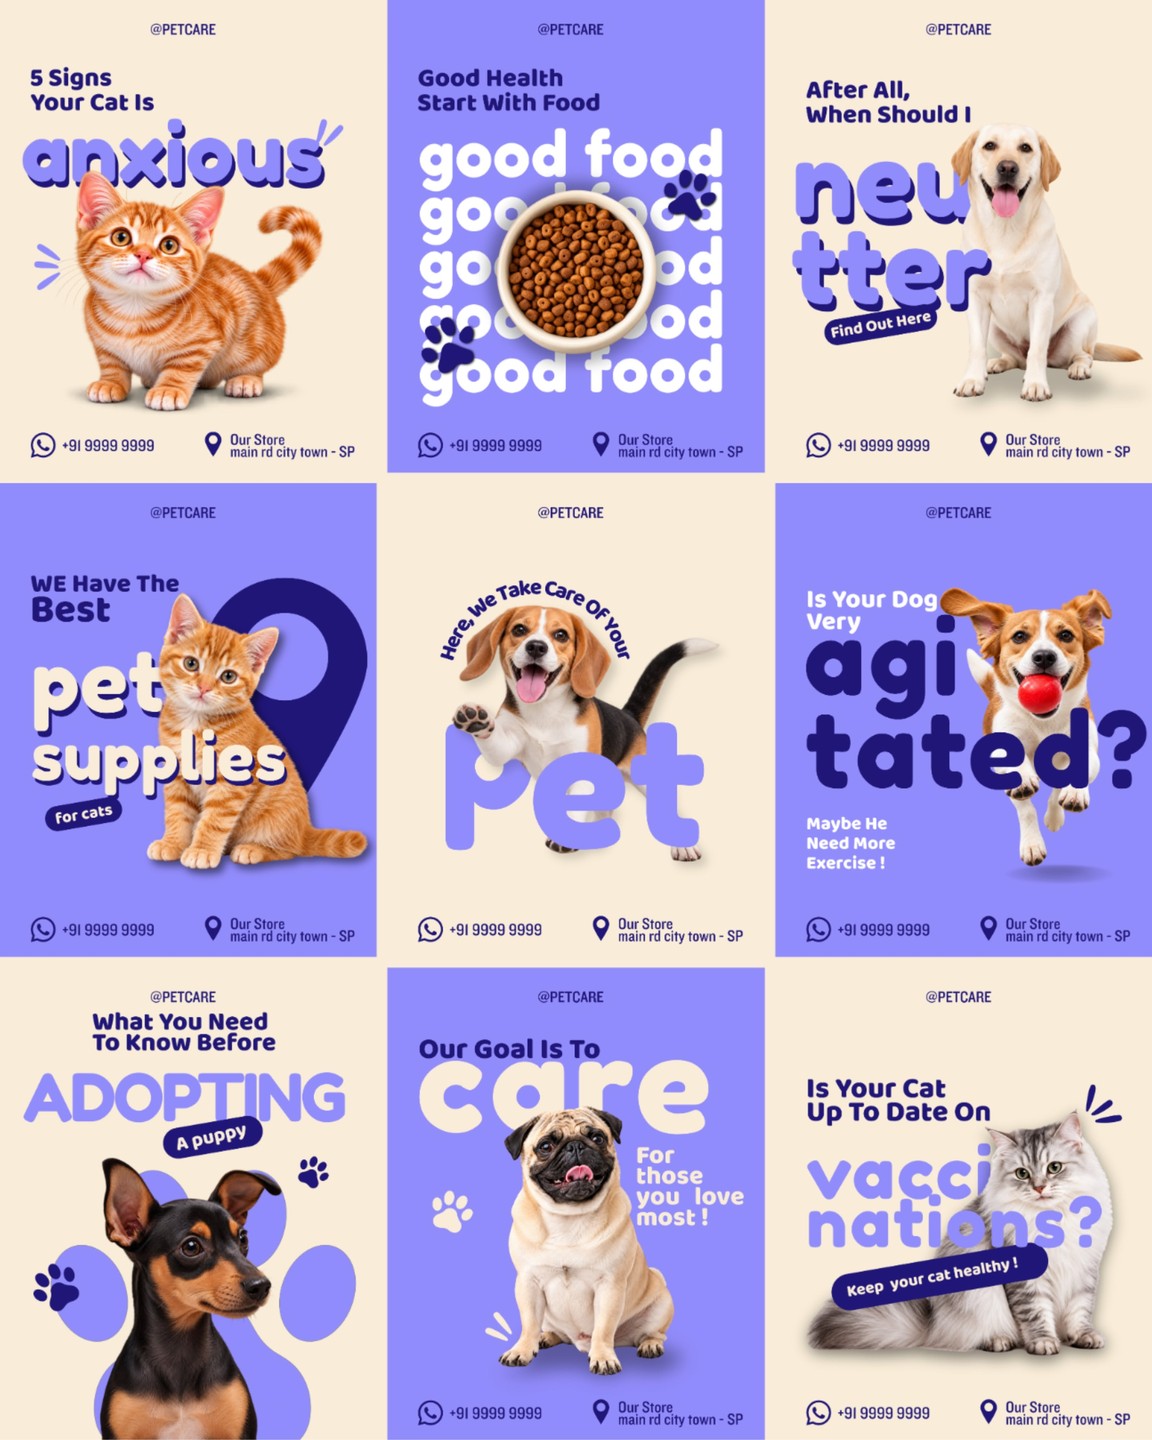 @PETCARE
5 Signs
Your Cat Is
anxious
+91 9999 9999
Our Store
main rd city town - SP
@PETCARE
Good Health
Start With Food
good food
good food
good food
good food
good food
+91 9999 9999
Our Store
main rd city town - SP
@PETCARE
After All,
When Should I
neu
tter
Find Out Here
+91 9999 9999
Our Store
main rd city town - SP
@PETCARE
WE Have The
Best
pet
supplies
For cats
+91 9999 9999
Our Store
main rd city town - SP
@PETCARE
Here, We Take Care Of Your
Pet
+91 9999 9999
Our Store
main rd city town - SP
@PETCARE
Is Your Dog
Very
agi
tated?
Maybe He
Need More
Exercise !
+91 9999 9999
Our Store
main rd city town - SP
@PETCARE
What You Need
To Know Before
ADOPTING
A puppy
@PETCARE
Our Goal Is To
care
For
those
you love
most !
+91 9999 9999
Our Store
main rd city town - SP
@PETCARE
Is Your Cat
Up To Date On
vacci
nations?
Keep your cat healthy !
+91 9999 9999
Our Store
main rd city town - SP